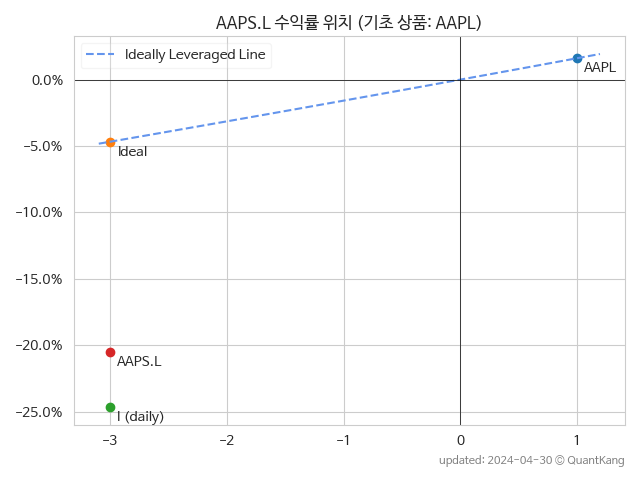 AAPS.L 수익률 위치 (기초 상품: AAPL)
Ideally Leveraged Line
0.0%
−5.0%
−10.0%
−15.0%
−20.0%
−25.0%
AAPL
Ideal
AAPS.L
I (daily)
−3
−2
−1
0
1
updated: 2024-04-30 © QuantKang